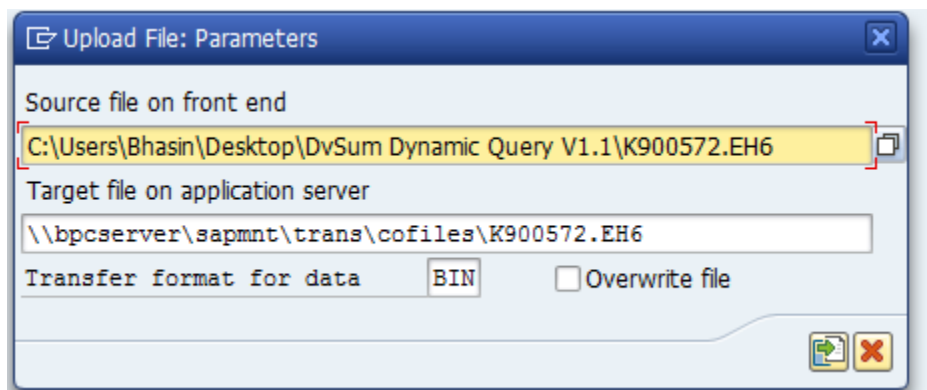 Upload File: Parameters
Source file on front end
C:\Users\Bhasin\Desktop\DvSum Dynamic Query V1.1\K900572.EH6
Target file on application server
\\bpcserver\sapmnt\trans\cofiles\K900572.EH6
Transfer format for data BIN Overwrite file